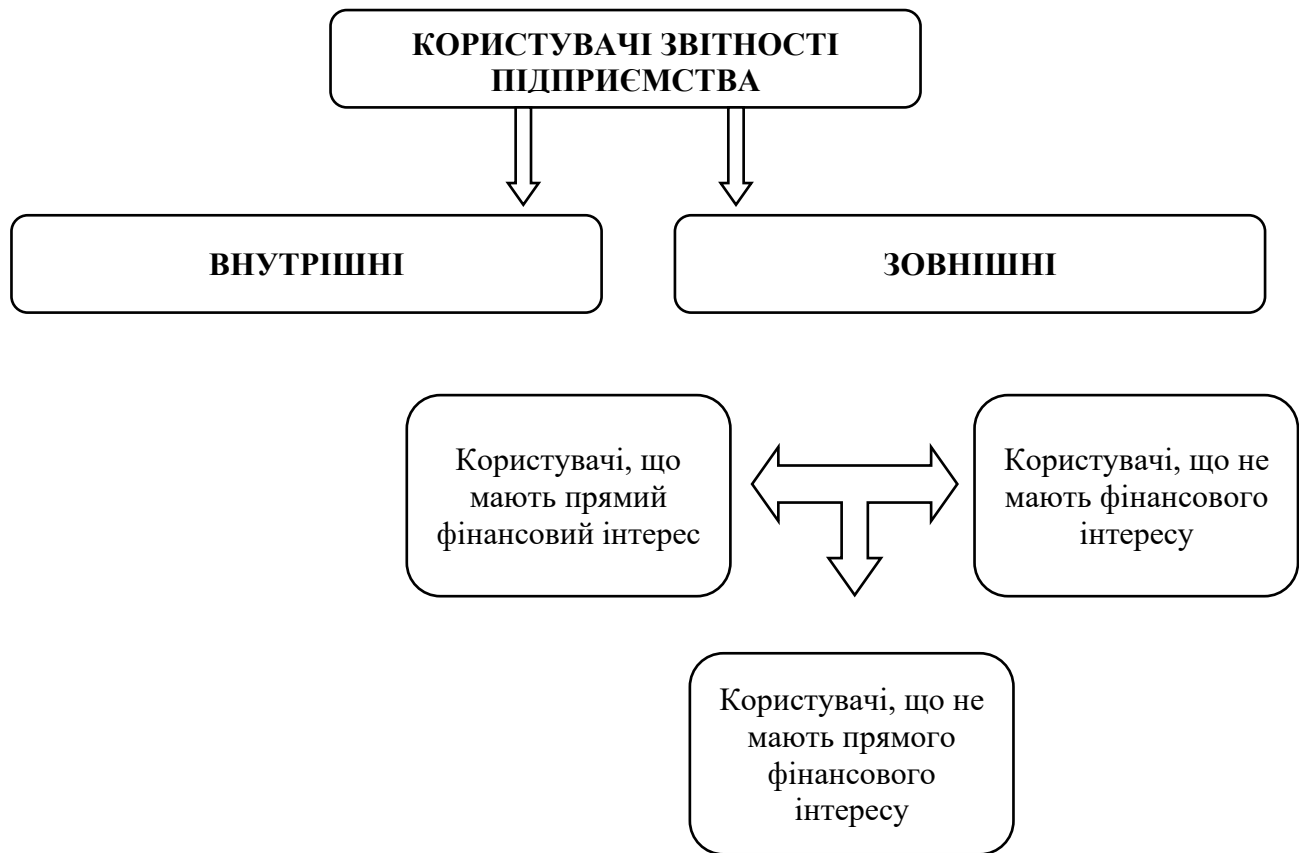 КОРИСТУВАЧІ ЗВІТНОСТІ
ПІДПРИЄМСТВА
ВНУТРІШНІ
ЗОВНІШНІ
Користувачі, що
мають прямий
фінансовий інтерес
Користувачі, що не
мають фінансового
інтересу
Користувачі, що не
мають прямого
фінансового
інтересу